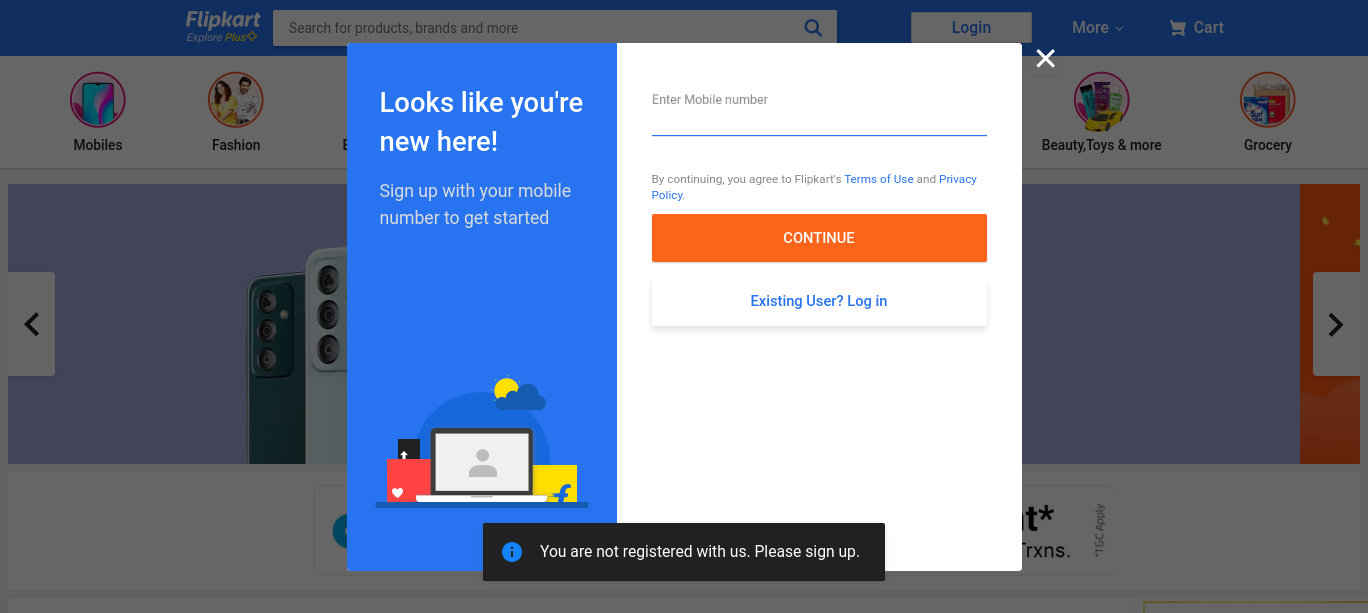 Flipkart
Explore Plus
Search for products, brands and more
Login
More
Cart
Mobiles
Fashion
Beauty,Toys & more
Grocery
Looks like you're
new here!
Sign up with your mobile
number to get started
Enter Mobile number
By continuing, you agree to Flipkart's Terms of Use and Privacy
Policy.
CONTINUE
Existing User? Log in
You are not registered with us. Please sign up.
*T&C Apply
Trxns.